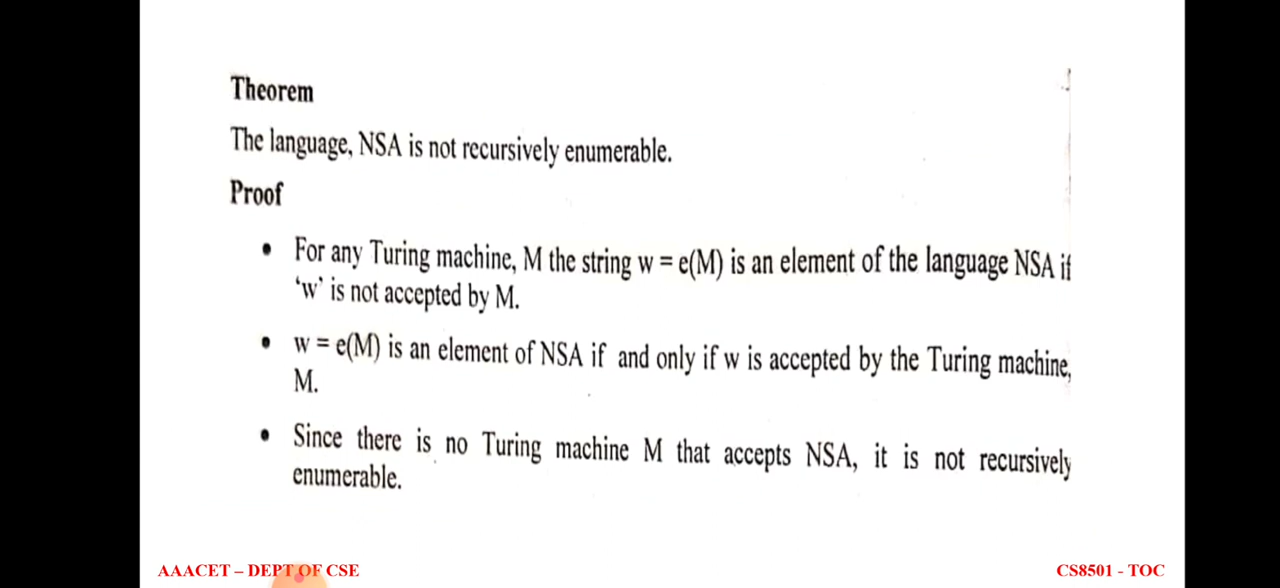 Theorem
The language, NSA is not recursively enumerable.
Proof
• For any Turing machine, M the string w = e(M) is an element of the language NSA if
‘w’ is not accepted by M.
• w = e(M) is an element of NSA if and only if w is accepted by the Turing machine,
M.
• Since there is no Turing machine M that accepts NSA, it is not recursively
enumerable.
AAACET – DEPT OF CSE
CS8501 - TOC